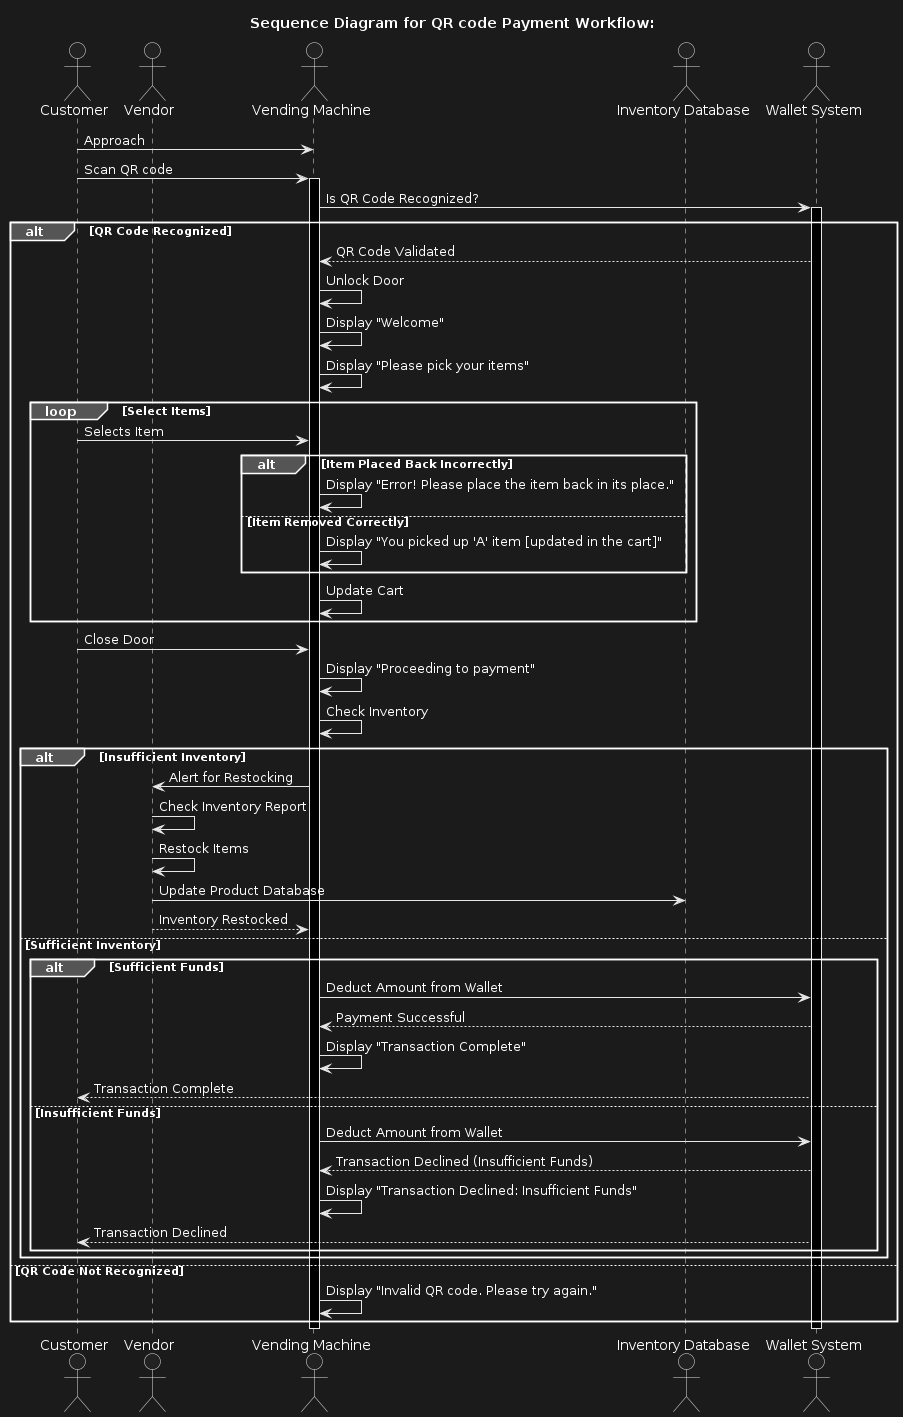 Sequence Diagram for QR code Payment Workflow:
Customer Vendor Vending Machine Inventory Database Wallet System
Approach
Scan QR code
Is QR Code Recognized?
alt [QR Code Recognized]
QR Code Validated
Unlock Door
Display "Welcome"
Display "Please pick your items"
loop [Select Items]
Selects Item
alt [Item Placed Back Incorrectly]
Display "Error! Please place the item back in its place."
[Item Removed Correctly]
Display "You picked up 'A' item [updated in the cart]"
Update Cart
Close Door
Display "Proceeding to payment"
Check Inventory
alt [Insufficient Inventory]
Alert for Restocking
Check Inventory Report
Restock Items
Update Product Database
Inventory Restocked
[Sufficient Inventory]
alt [Sufficient Funds]
Deduct Amount from Wallet
Payment Successful
Display "Transaction Complete"
Transaction Complete
[Insufficient Funds]
Deduct Amount from Wallet
Transaction Declined (Insufficient Funds)
Display "Transaction Declined: Insufficient Funds"
Transaction Declined
[QR Code Not Recognized]
Display "Invalid QR code. Please try again."
Customer Vendor Vending Machine Inventory Database Wallet System